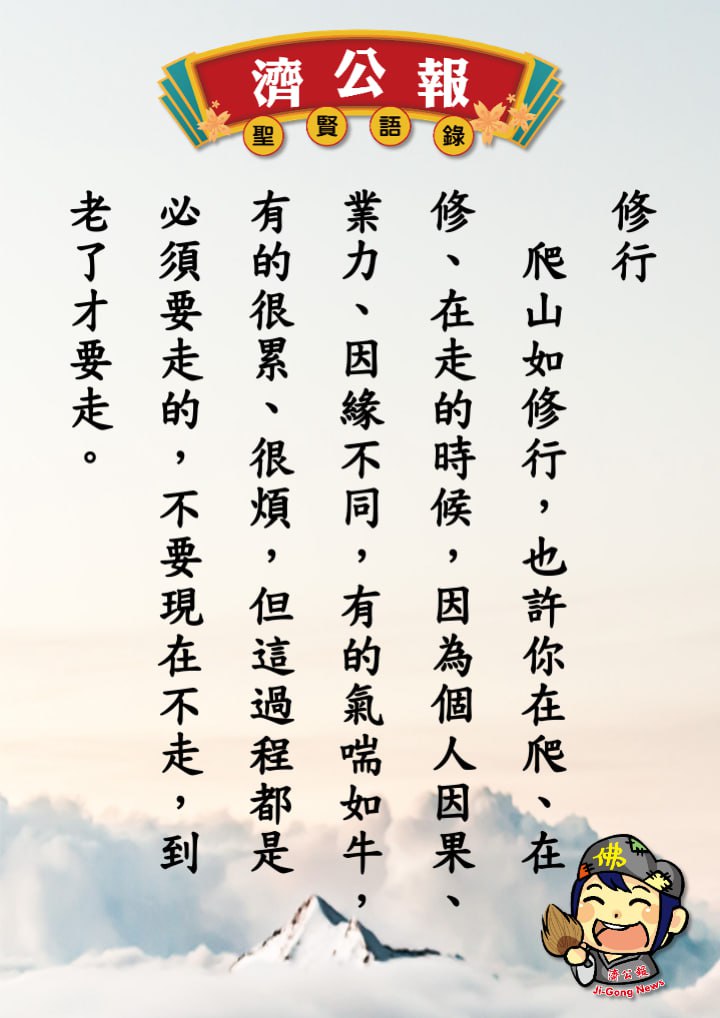 濟公報
聖賢語錄
修行
爬山如修行，也許你在爬、在
修、在走的時候，因為個人因果、
業力、因緣不同，有的氣喘如牛，
有的很累、很煩，但這過程都是
必須要走的，不要現在不走，到
老了才要走。
佛
濟公報
Ji-Gong News